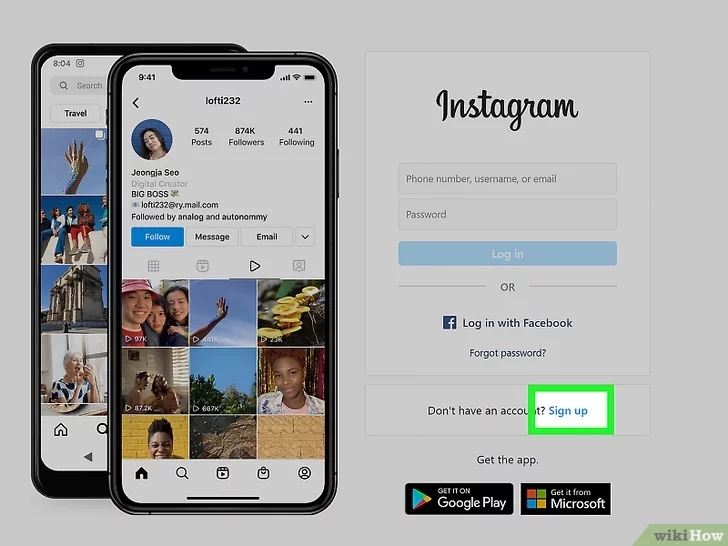 8:04
Search
Travel
9:41
lofti232
574
Posts
874K
Followers
441
Following
Jeongja Seo
Digital Creator
BIG BOSS
lofti232@ry.mail.com
Followed by analog and autonommy
Follow
Message
Email
97K
441K
23K
87.2K
667K
Instagram
Phone number, username, or email
Password
Log in
OR
Log in with Facebook
Forgot password?
Don't have an account? Sign up
Get the app.
GET IT ON
Google Play
Get it from
Microsoft
wikiHow